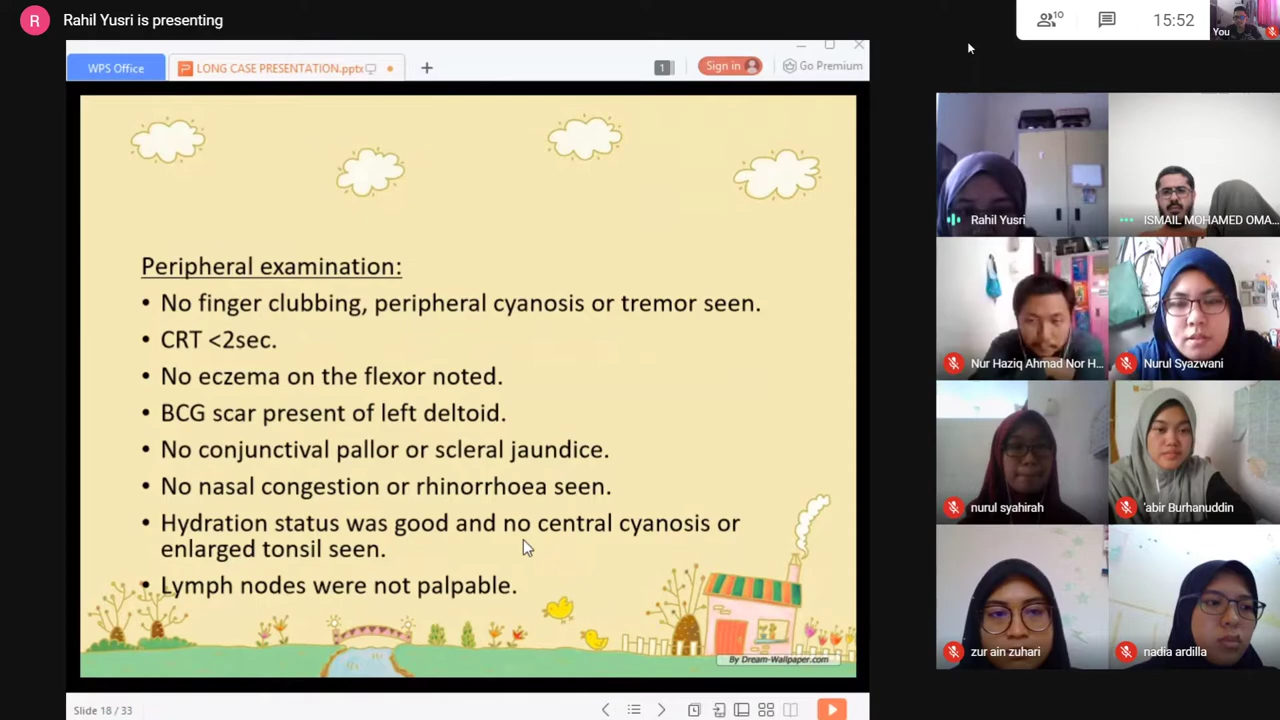 R
Rahil Yusri is presenting
10
15:52
You
WPS Office
LONG CASE PRESENTATION.pptx
+
1
Sign in
Go Premium
Peripheral examination:
• No finger clubbing, peripheral cyanosis or tremor seen.
• CRT <2sec.
• No eczema on the flexor noted.
• BCG scar present of left deltoid.
• No conjunctival pallor or scleral jaundice.
• No nasal congestion or rhinorrhoea seen.
• Hydration status was good and no central cyanosis or
enlarged tonsil seen.
• Lymph nodes were not palpable.
By Dream-Wallpaper.com
Slide 18 / 33
Rahil Yusri
ISMAIL MOHAMED OMA...
Nur Haziq Ahmad Nor H...
Nurul Syazwani
nurul syahirah
'abir Burhanuddin
zur ain zuhari
nadia ardilla